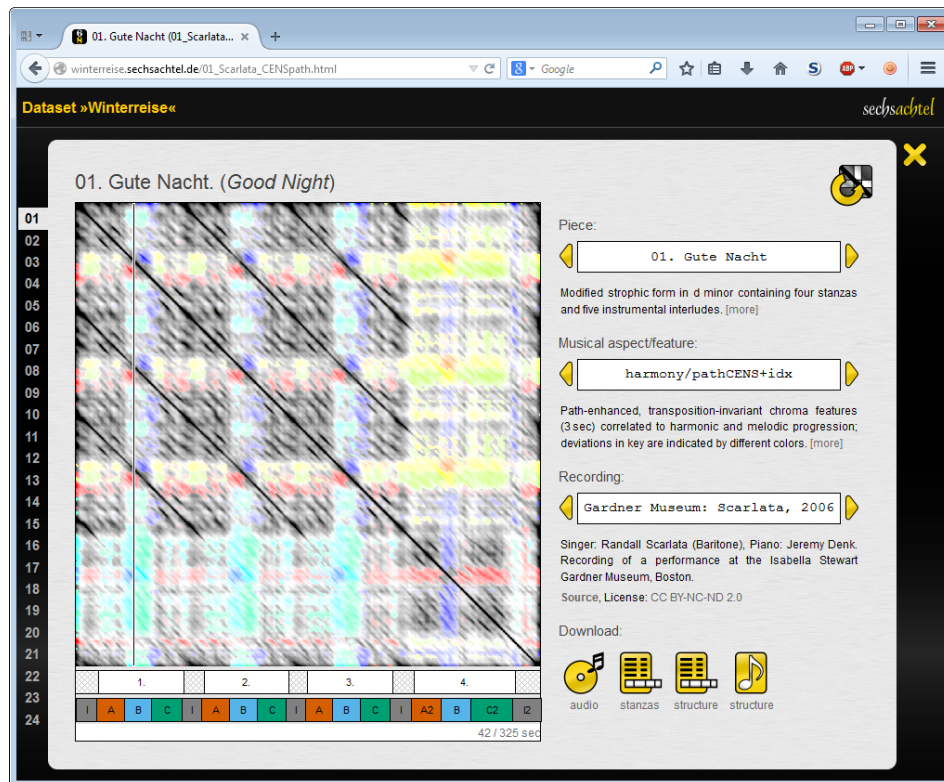 01. Gute Nacht (01_Scarlata...
winterreise.sechsachtel.de/01_Scarlata_CENSpath.html
Google
Dataset »Winterreise«
sechsachtel
01. Gute Nacht. (Good Night)
01
02
03
04
05
06
07
08
09
10
11
12
13
14
15
16
17
18
19
20
21
22
23
24
1. 2. 3. 4.
I A B C I A B C I A B C I A2 B C2 I2
42 / 325 sec
Piece:
01. Gute Nacht
Modified strophic form in d minor containing four stanzas
and five instrumental interludes. [more]
Musical aspect/feature:
harmony/pathCENS+idx
Path-enhanced, transposition-invariant chroma features
(3 sec) correlated to harmonic and melodic progression;
deviations in key are indicated by different colors. [more]
Recording:
Gardner Museum: Scarlata, 2006
Singer: Randall Scarlata (Baritone), Piano: Jeremy Denk.
Recording of a performance at the Isabella Stewart
Gardner Museum, Boston.
Source, License: CC BY-NC-ND 2.0
Download:
audio stanzas structure structure